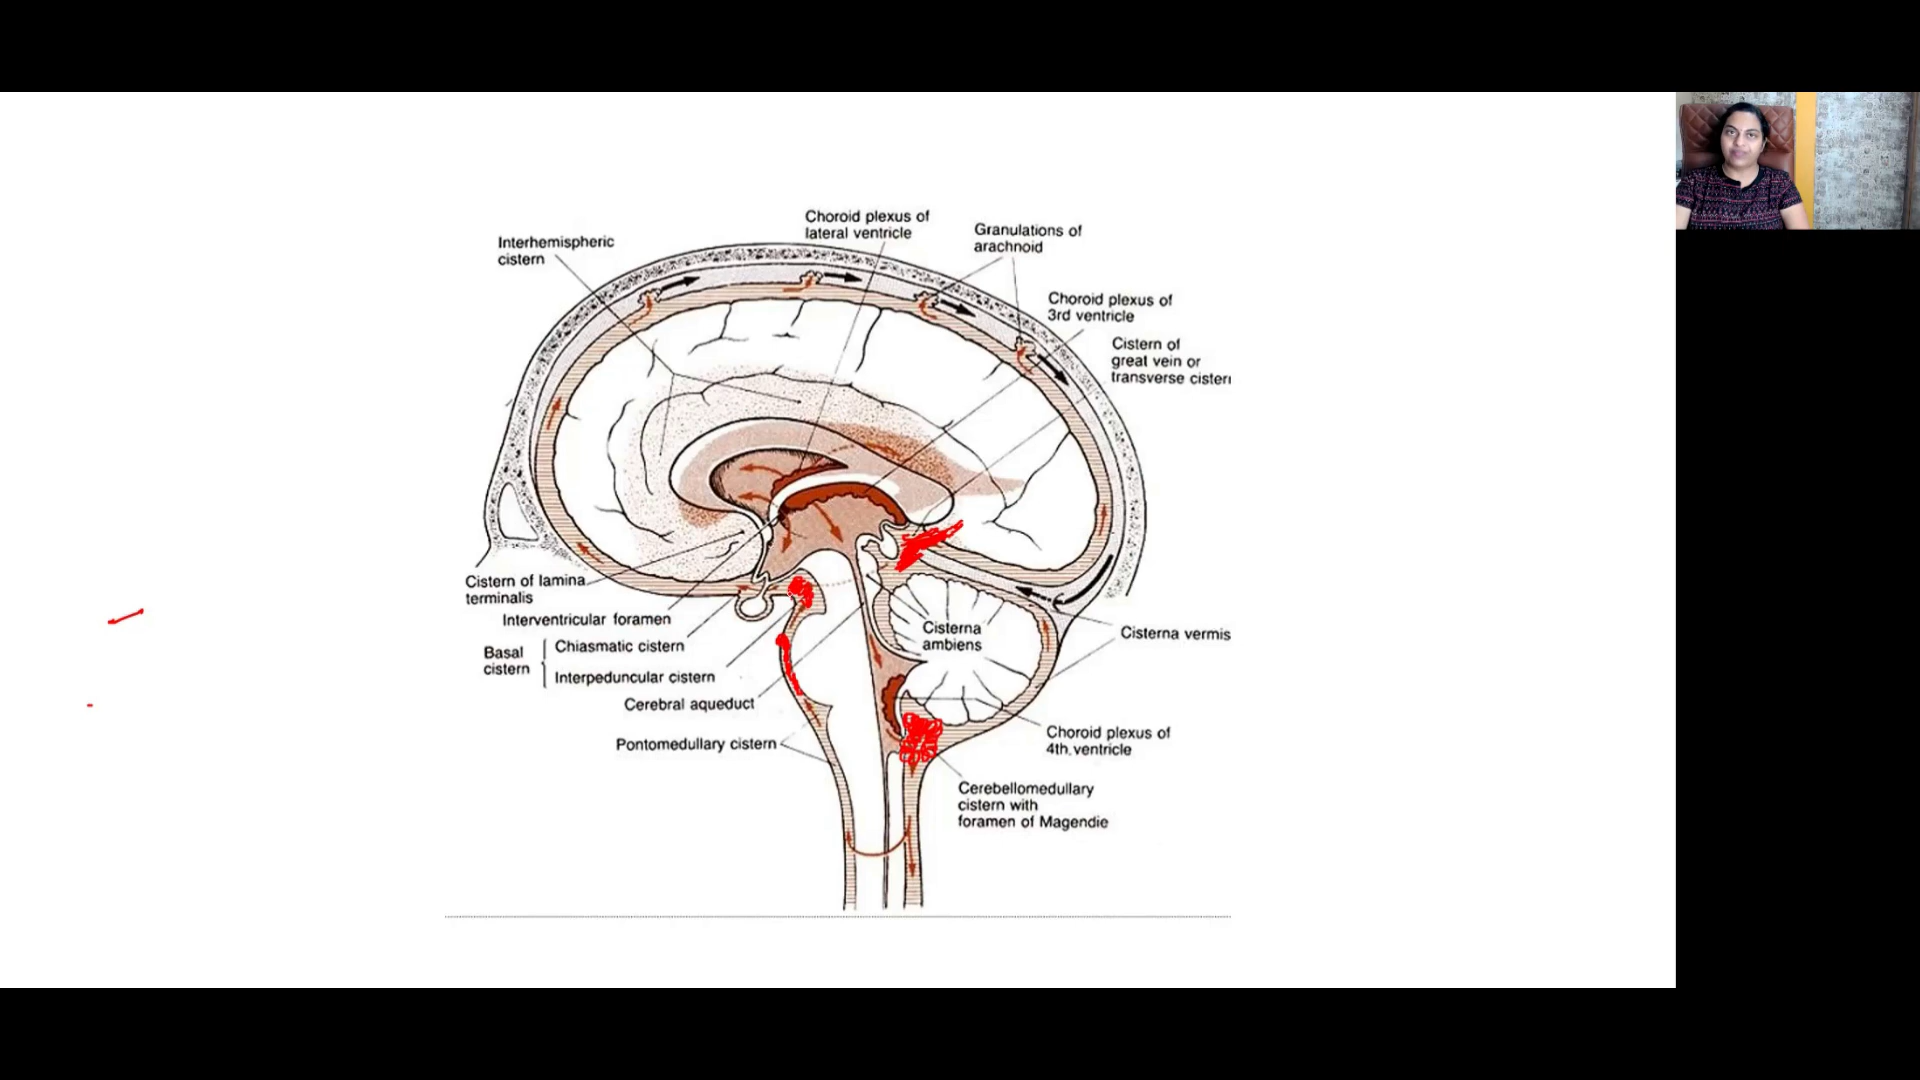 Choroid plexus of
lateral ventricle
Granulations of
arachnoid
Interhemispheric
cistern
Choroid plexus of
3rd ventricle
Cistern of
great vein or
transverse cistern
Cistern of lamina
terminalis
Interventricular foramen
Basal
cistern
Chiasmatic cistern
Interpeduncular cistern
Cerebral aqueduct
Pontomedullary cistern
Cisterna
ambiens
Cisterna vermis
Choroid plexus of
4th. ventricle
Cerebellomedullary
cistern with
foramen of Magendie